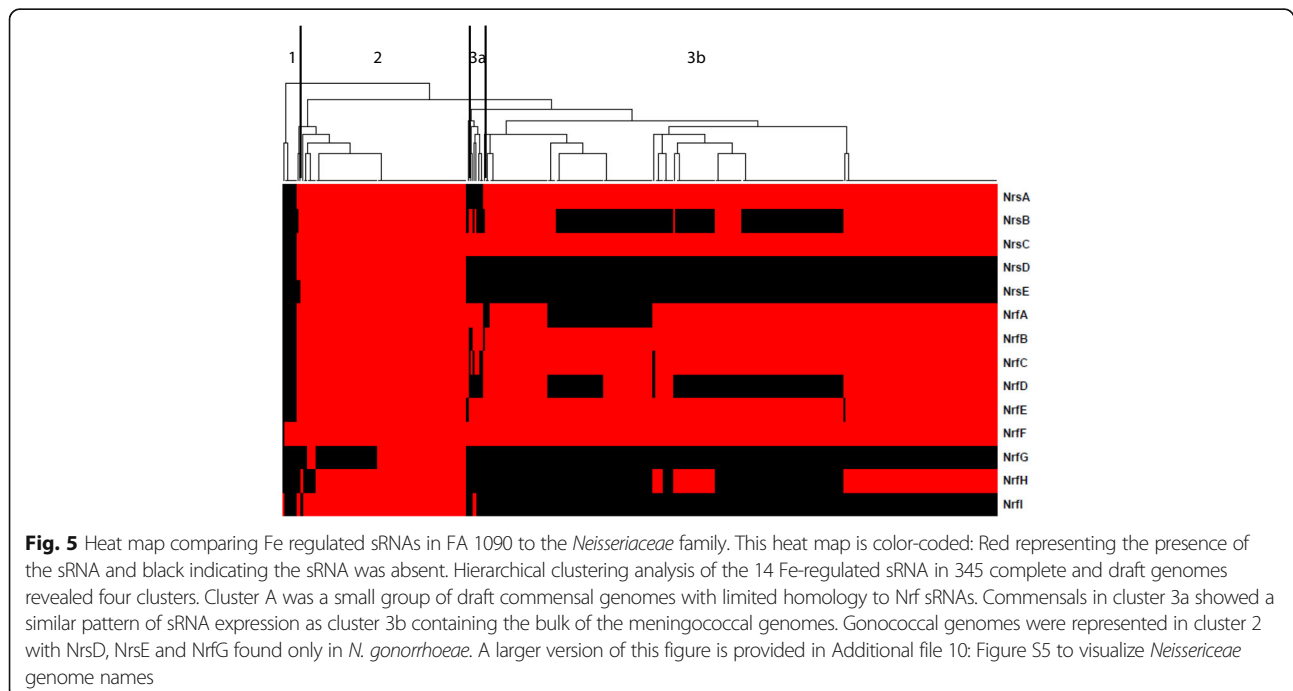 1
2
3a
3b
NrsA
NrsB
NrsC
NrsD
NrsE
NrfA
NrfB
NrfC
NrfD
NrfE
NrfF
NrfG
NrfH
NrfI
Fig. 5 Heat map comparing Fe regulated sRNAs in FA 1090 to the Neisseriaceae family. This heat map is color-coded: Red representing the presence of
the sRNA and black indicating the sRNA was absent. Hierarchical clustering analysis of the 14 Fe-regulated sRNA in 345 complete and draft genomes
revealed four clusters. Cluster A was a small group of draft commensal genomes with limited homology to Nrf sRNAs. Commensals in cluster 3a showed a
similar pattern of sRNA expression as cluster 3b containing the bulk of the meningococcal genomes. Gonococcal genomes were represented in cluster 2
with NrsD, NrsE and NrfG found only in N. gonorrhoeae. A larger version of this figure is provided in Additional file 10: Figure S5 to visualize Neissericeae
genome names